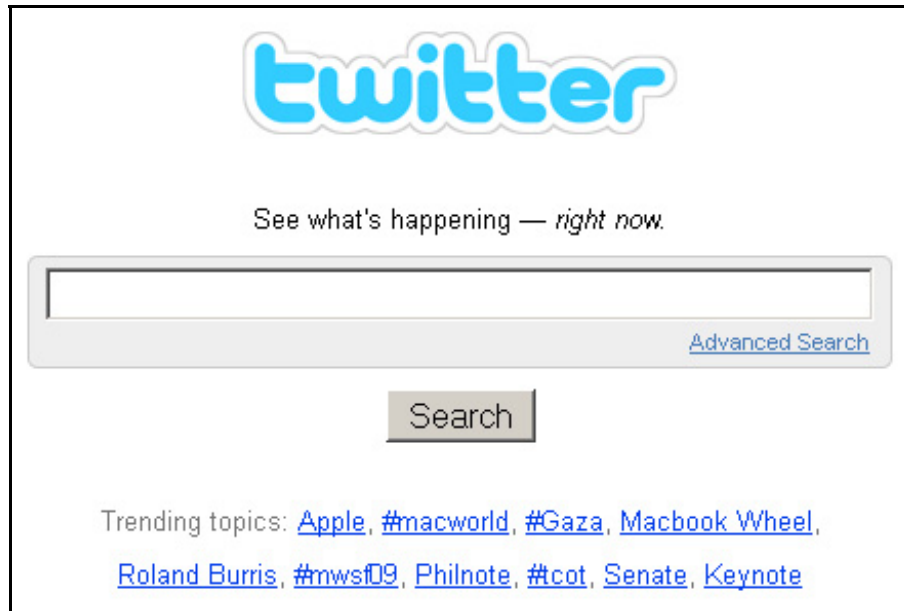 twitter
See what's happening — right now.
Advanced Search
Search
Trending topics: Apple, #macworld, #Gaza, Macbook Wheel,
Roland Burris, #mwsf09, Philnote, #tcot, Senate, Keynote